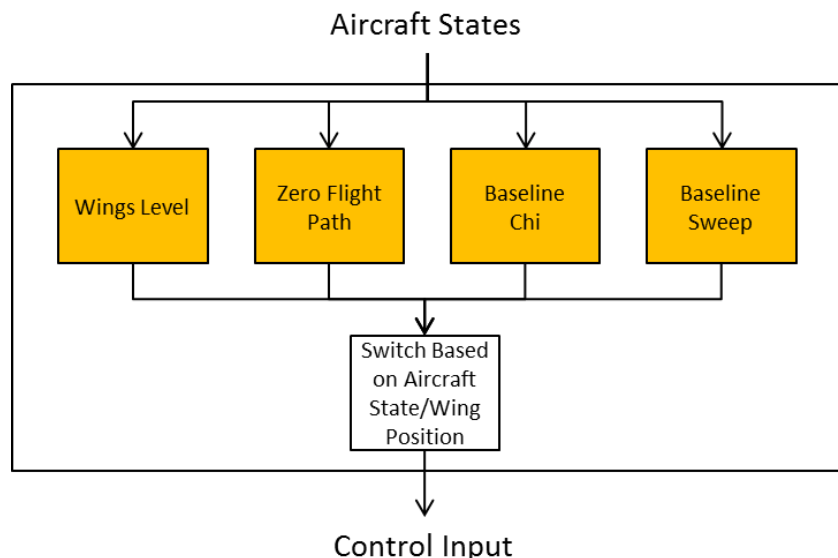 Aircraft States
Wings Level
Zero Flight
Path
Baseline
Chi
Baseline
Sweep
Switch Based
on Aircraft
State/Wing
Position
Control Input